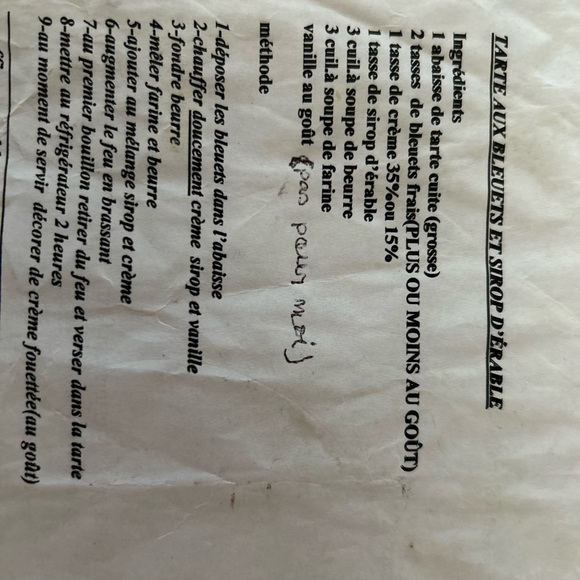 TARTE AUX BLEUETS ET SIROP D'ÉRABLE
Ingrédients
1 abaisse de tarte cuite (grosse)
2 tasses de bleuets frais(PLUS OU MOINS AU GOÛT)
1 tasse de crème 35%ou 15%
1 tasse de sirop d'érable
3 cuil.à soupe de beurre
3 cuil.à soupe de farine
vanille au goût (pas pour moi)
méthode
1-déposer les bleuets dans l'abaisse
2-chauffer doucement crème sirop et vanille
3-fondre beurre
4-mêler farine et beurre
5-ajouter au mélange sirop et crème
6-augmenter le feu en brassant
7-au premier bouillon retirer du feu et verser dans la tarte
8-mettre au réfrigérateur 2 heures
9-au moment de servir décorer de crème fouettée(au goût)